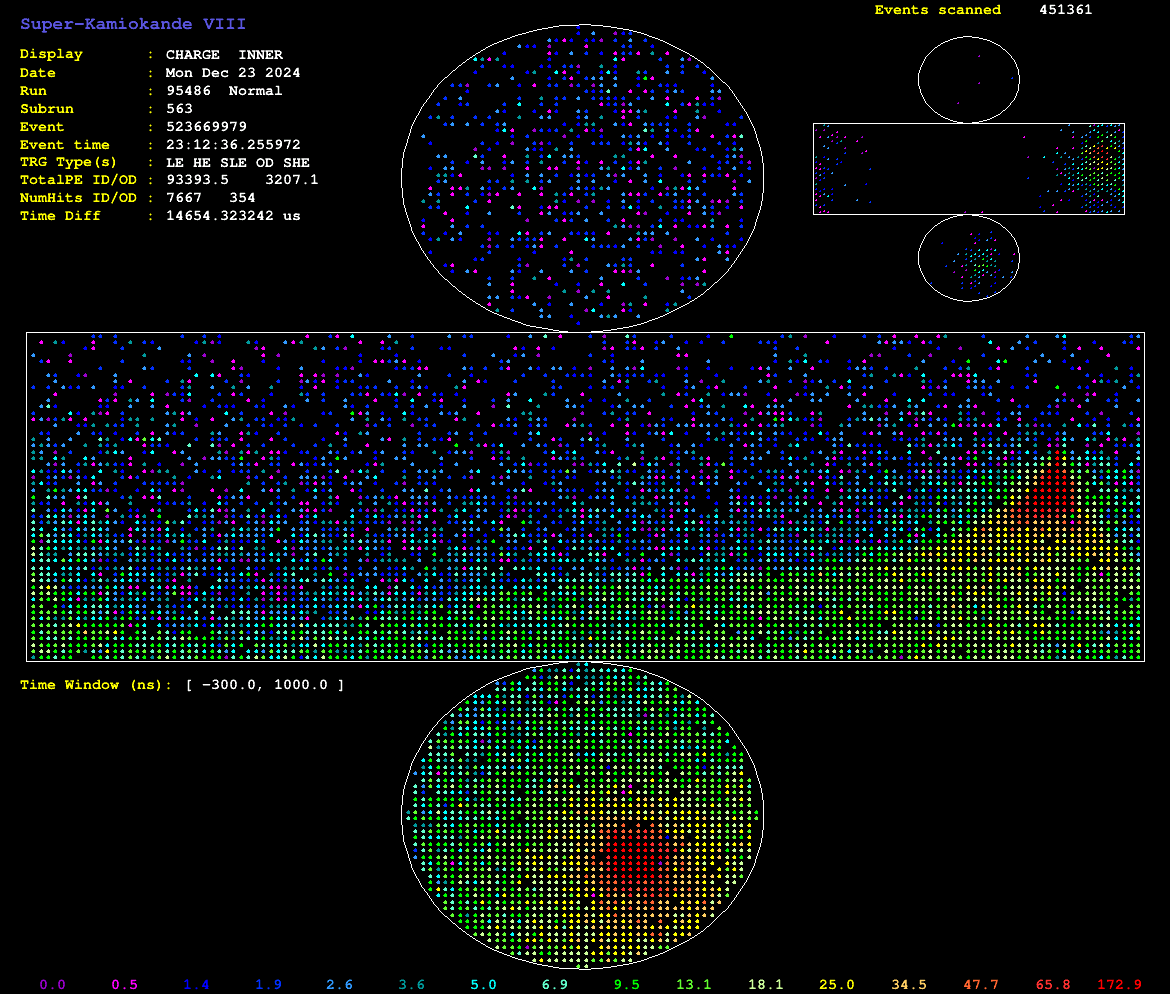 Super-Kamiokande VIII
Events scanned 451361
Display : CHARGE INNER
Date : Mon Dec 23 2024
Run : 95486 Normal
Subrun : 563
Event : 523669979
Event time : 23:12:36.255972
TRG Type(s) : LE HE SLE OD SHE
TotalPE ID/OD : 93393.5 3207.1
NumHits ID/OD : 7667 354
Time Diff : 14654.323242 us
Time Window (ns): [ −300.0, 1000.0 ]
0.0 0.5 1.4 1.9 2.6 3.6 5.0 6.9 9.5 13.1 18.1 25.0 34.5 47.7 65.8 172.9